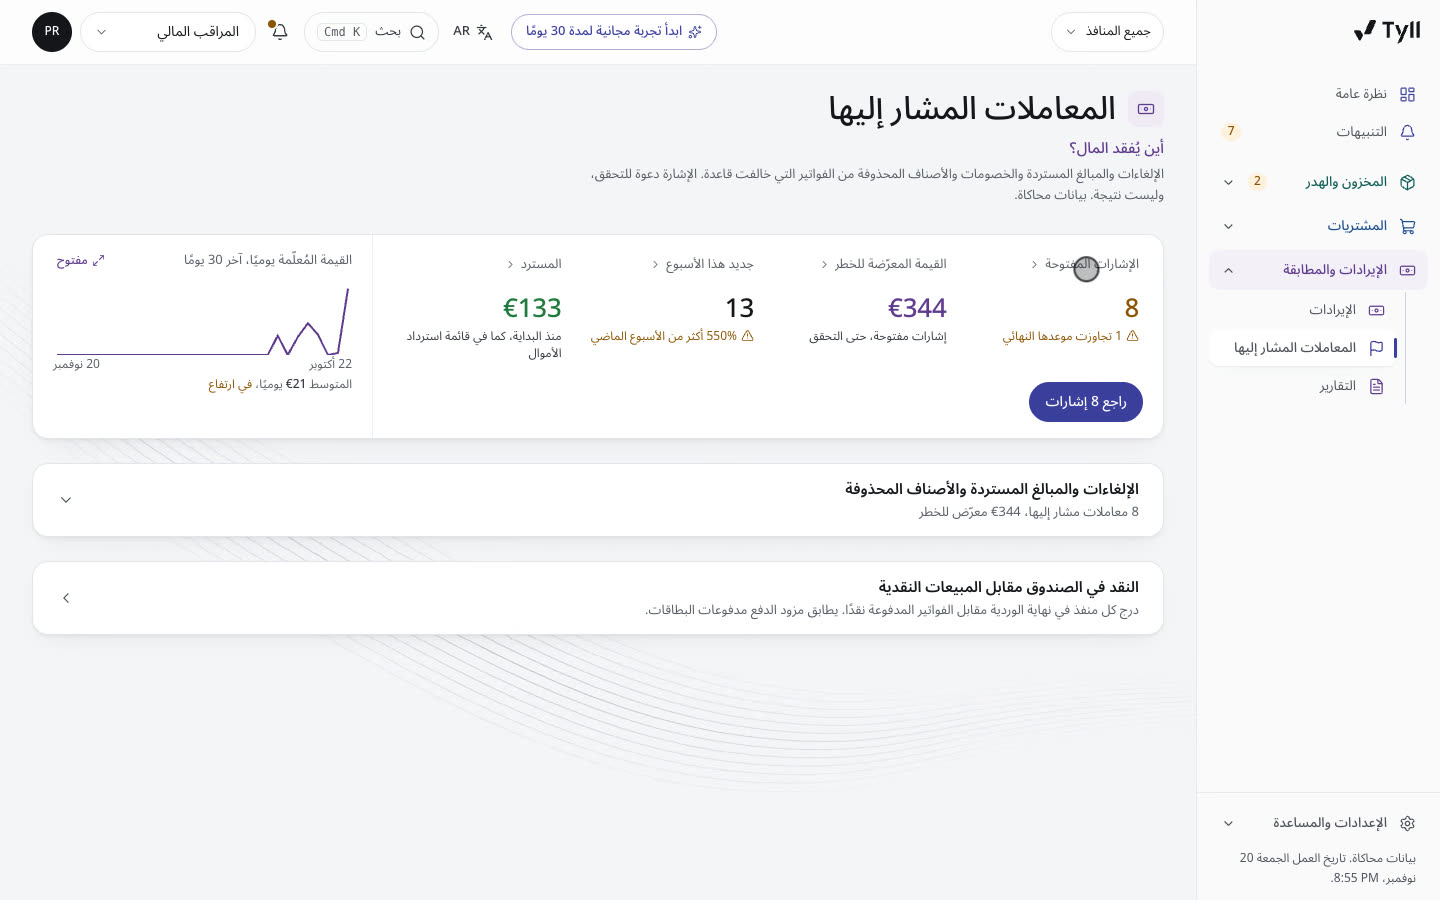 Tyll
نظرة عامة
التنبيهات
7
المخزون والهدر
2
المشتريات
الإيرادات والمطابقة
الإيرادات
المعاملات المشار إليها
التقارير
الإعدادات والمساعدة
بيانات محاكاة. تاريخ العمل الجمعة 20
نوفمبر، 8:55 PM.
جميع المنافذ
ابدأ تجربة مجانية لمدة 30 يومًا
AR
بحث
Cmd K
المراقب المالي
PR
المعاملات المشار إليها
أين يُفقد المال؟
الإلغاءات والمبالغ المستردة والخصومات والأصناف المحذوفة من الفواتير التي خالفت قاعدة. الإشارة دعوة للتحقق،
وليست نتيجة. بيانات محاكاة.
الإشارات المفتوحة
8
1 تجاوزت موعدها النهائي
القيمة المعرّضة للخطر
€344
إشارات مفتوحة، حتى التحقق
جديد هذا الأسبوع
13
550% أكثر من الأسبوع الماضي
المسترد
€133
منذ البداية، كما في قائمة استرداد
الأموال
راجع 8 إشارات
القيمة المُعلّمة يوميًا، آخر 30 يومًا
مفتوح
22 أكتوبر
20 نوفمبر
المتوسط €21 يوميًا، في ارتفاع
الإلغاءات والمبالغ المستردة والأصناف المحذوفة
8 معاملات مشار إليها، €344 معرّض للخطر
النقد في الصندوق مقابل المبيعات النقدية
درج كل منفذ في نهاية الوردية مقابل الفواتير المدفوعة نقدًا. يطابق مزود الدفع مدفوعات البطاقات.